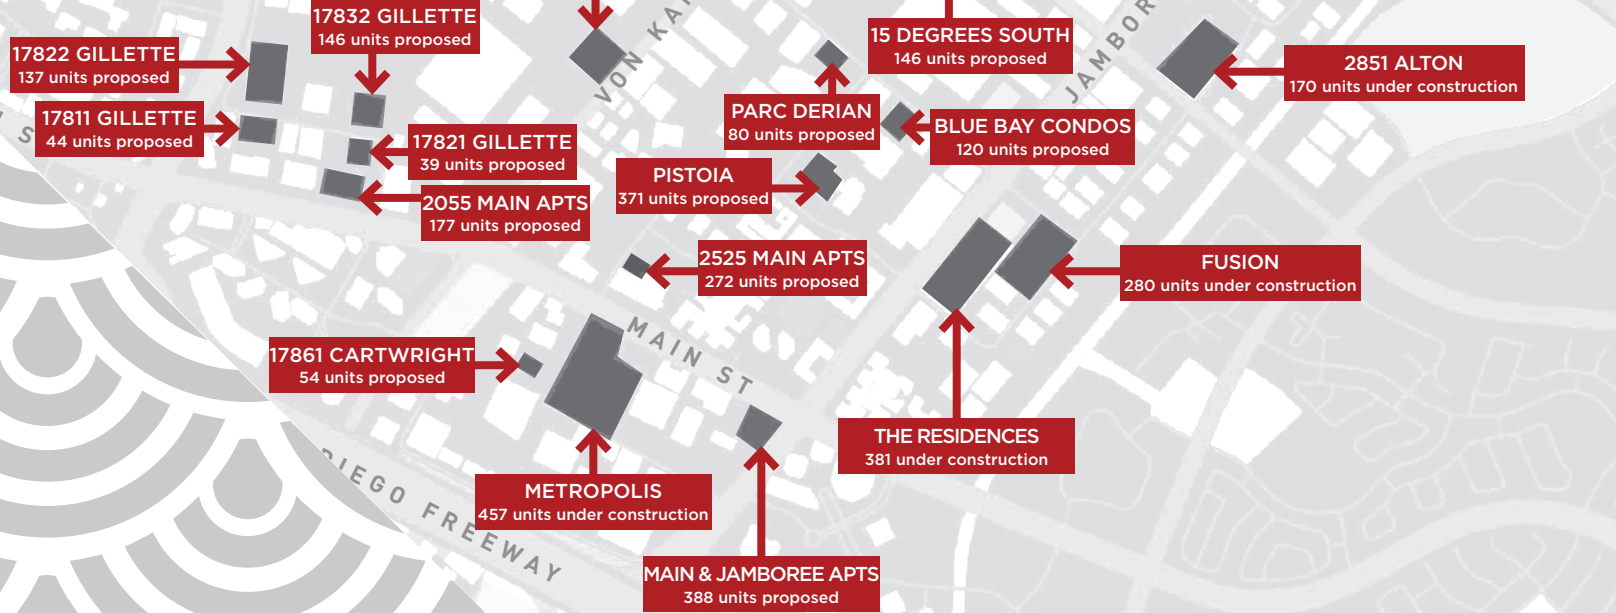 17832 GILLETTE
146 units proposed
17822 GILLETTE
137 units proposed
15 DEGREES SOUTH
146 units proposed
2851 ALTON
170 units under construction
17811 GILLETTE
44 units proposed
PARC DERIAN
80 units proposed
BLUE BAY CONDOS
120 units proposed
17821 GILLETTE
39 units proposed
PISTOIA
371 units proposed
2055 MAIN APTS
177 units proposed
2525 MAIN APTS
272 units proposed
FUSION
280 units under construction
MAIN ST
17861 CARTWRIGHT
54 units proposed
THE RESIDENCES
381 under construction
METROPOLIS
457 units under construction
MAIN & JAMBOREE APTS
388 units proposed
VON KA
JAMBOR
DIEGO FREEWAY